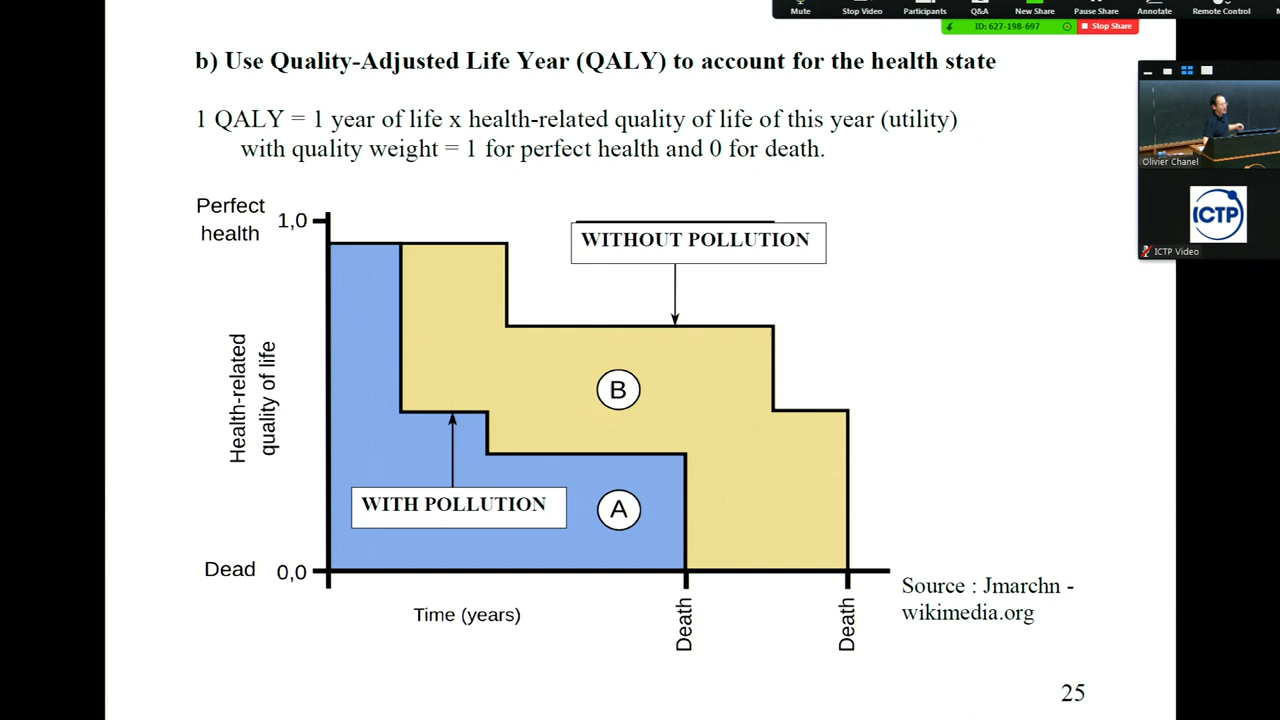 Mute Stop Video Participants Q&A New Share Pause Share Annotate Remote Control
ID: 627-198-697 Stop Share
b) Use Quality-Adjusted Life Year (QALY) to account for the health state
1 QALY = 1 year of life x health-related quality of life of this year (utility)
with quality weight = 1 for perfect health and 0 for death.
Olivier Chanel
ICTP
ICTP Video
Perfect
health
1,0
WITHOUT POLLUTION
Health-related
quality of life
B
WITH POLLUTION
A
Dead 0,0
Time (years)
Death
Death
Source : Jmarchn -
wikimedia.org
25